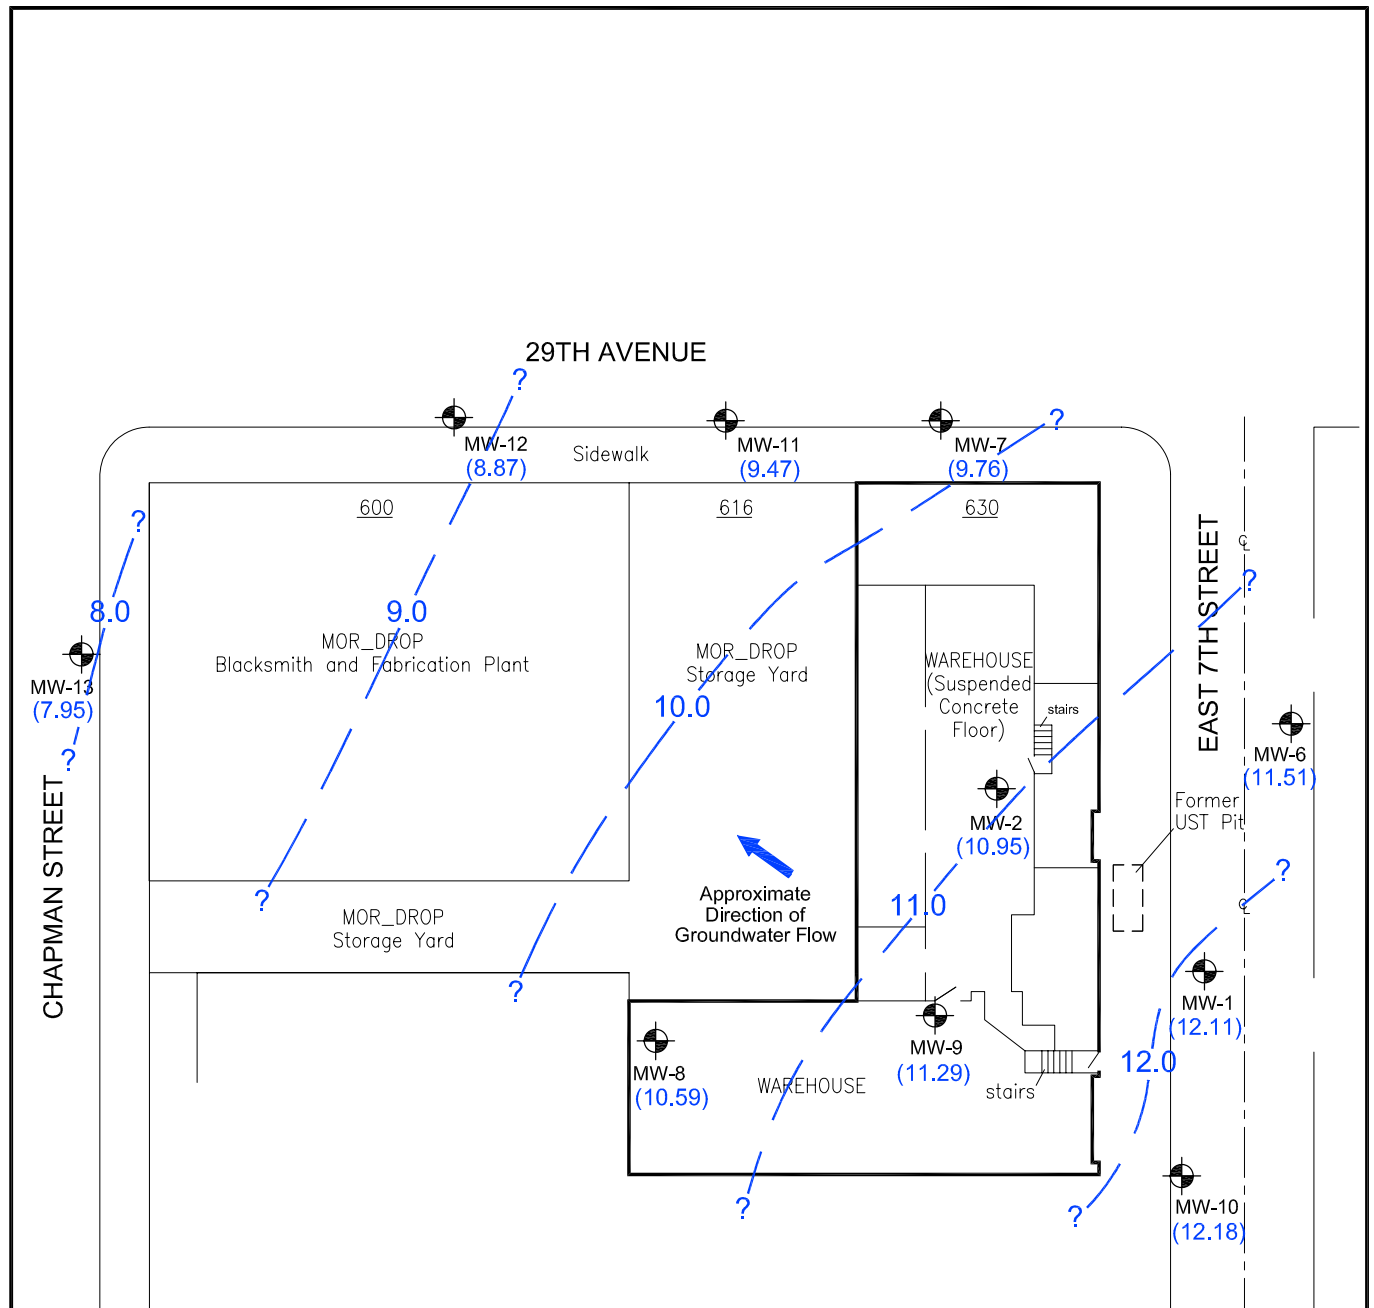 29TH AVENUE
?
?
MW-12
(8.87)
Sidewalk
MW-11
(9.47)
MW-7
(9.76)
600
616
630
?
8.0
9.0
MOR_DROP
Blacksmith and Fabrication Plant
MOR_DROP
Storage Yard
WAREHOUSE
(Suspended
Concrete
Floor)
stairs
EAST 7TH STREET
℄
?
MW-13
(7.95)
?
10.0
MW-6
(11.51)
CHAPMAN STREET
MW-2
(10.95)
Former
UST Pit
?
Approximate
Direction of
Groundwater Flow
11.0
?
℄
MOR_DROP
Storage Yard
?
MW-1
(12.11)
MW-9
(11.29)
MW-8
(10.59)
WAREHOUSE
stairs
12.0
?
?
MW-10
(12.18)